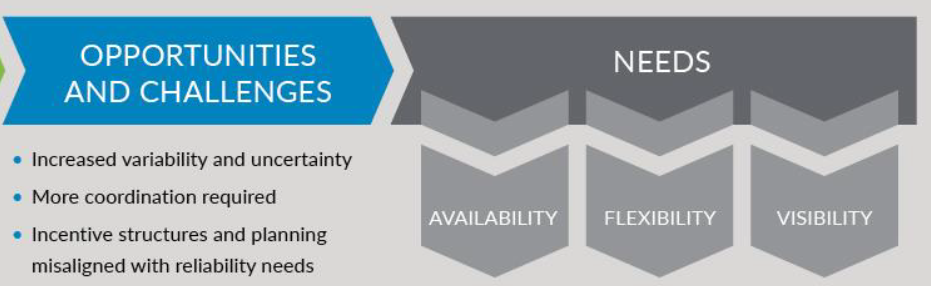 OPPORTUNITIES
AND CHALLENGES
• Increased variability and uncertainty
• More coordination required
• Incentive structures and planning
misaligned with reliability needs
NEEDS
AVAILABILITY
FLEXIBILITY
VISIBILITY